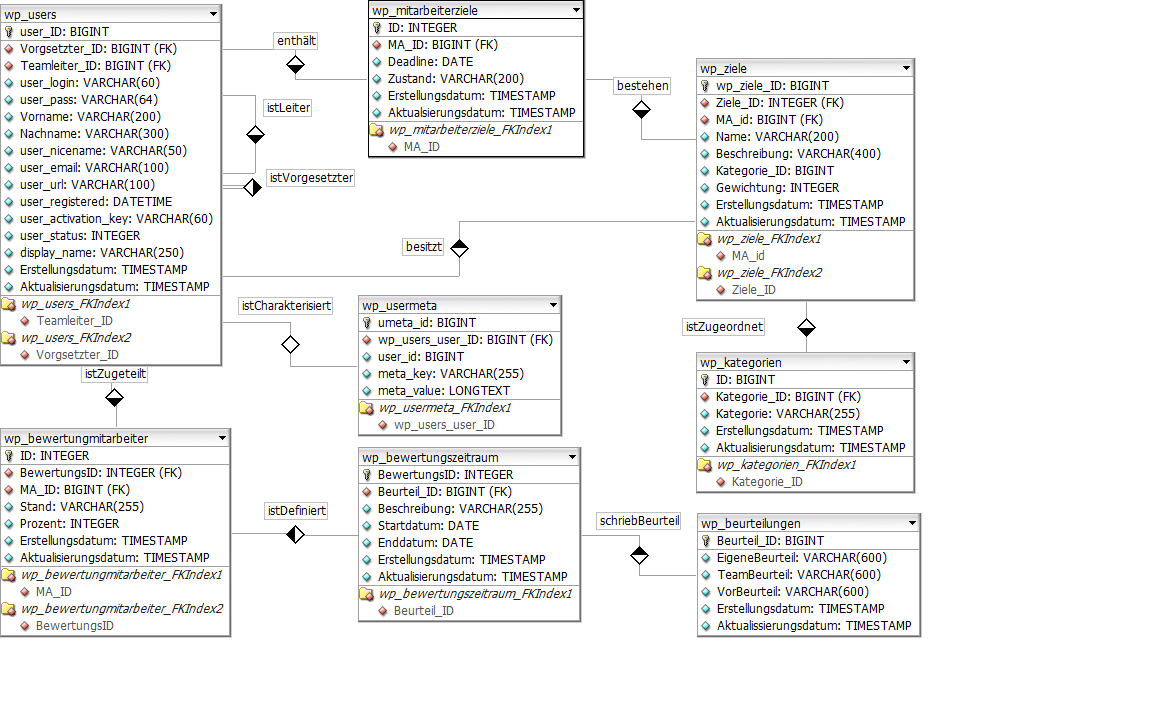 wp_users
user_ID: BIGINT
Vorgsetzter_ID: BIGINT (FK)
Teamleiter_ID: BIGINT (FK)
user_login: VARCHAR(60)
user_pass: VARCHAR(64)
Vorname: VARCHAR(200)
Nachname: VARCHAR(300)
user_nicename: VARCHAR(50)
user_email: VARCHAR(100)
user_url: VARCHAR(100)
user_registered: DATETIME
user_activation_key: VARCHAR(60)
user_status: INTEGER
display_name: VARCHAR(250)
Erstellungsdatum: TIMESTAMP
Aktualisierungsdatum: TIMESTAMP
wp_users_FKIndex1
Teamleiter_ID
wp_users_FKIndex2
Vorgsetzter_ID
enthält
istLeiter
istVorgesetzter
wp_mitarbeiterziele
ID: INTEGER
MA_ID: BIGINT (FK)
Deadline: DATE
Zustand: VARCHAR(200)
Erstellungsdatum: TIMESTAMP
Aktualisierungsdatum: TIMESTAMP
wp_mitarbeiterziele_FKIndex1
MA_ID
bestehen
wp_ziele
wp_ziele_ID: BIGINT
Ziele_ID: INTEGER (FK)
MA_id: BIGINT (FK)
Name: VARCHAR(200)
Beschreibung: VARCHAR(400)
Kategorie_ID: BIGINT
Gewichtung: INTEGER
Erstellungsdatum: TIMESTAMP
Aktualisierungsdatum: TIMESTAMP
wp_ziele_FKIndex1
MA_id
wp_ziele_FKIndex2
Ziele_ID
besitzt
istCharakterisiert
wp_usermeta
umeta_id: BIGINT
wp_users_user_ID: BIGINT (FK)
user_id: BIGINT
meta_key: VARCHAR(255)
meta_value: LONGTEXT
wp_usermeta_FKIndex1
wp_users_user_ID
istZugeordnet
wp_kategorien
ID: BIGINT
Kategorie_ID: BIGINT (FK)
Kategorie: VARCHAR(255)
Erstellungsdatum: TIMESTAMP
Aktualisierungsdatum: TIMESTAMP
wp_kategorien_FKIndex1
Kategorie_ID
istZugeteilt
wp_bewertungmitarbeiter
ID: INTEGER
BewertungsID: INTEGER (FK)
MA_ID: BIGINT (FK)
Stand: VARCHAR(255)
Prozent: INTEGER
Erstellungsdatum: TIMESTAMP
Aktualisierungsdatum: TIMESTAMP
wp_bewertungmitarbeiter_FKIndex1
MA_ID
wp_bewertungmitarbeiter_FKIndex2
BewertungsID
istDefiniert
wp_bewertungszeitraum
BewertungsID: INTEGER
Beurteil_ID: BIGINT (FK)
Beschreibung: VARCHAR(255)
Startdatum: DATE
Enddatum: DATE
Erstellungsdatum: TIMESTAMP
Aktualisierungsdatum: TIMESTAMP
wp_bewertungszeitraum_FKIndex1
Beurteil_ID
schriebBeurteil
wp_beurteilungen
Beurteil_ID: BIGINT
EigeneBeurteil: VARCHAR(600)
TeamBeurteil: VARCHAR(600)
VorBeurteil: VARCHAR(600)
Erstellungsdatum: TIMESTAMP
Aktualissierungsdatum: TIMESTAMP